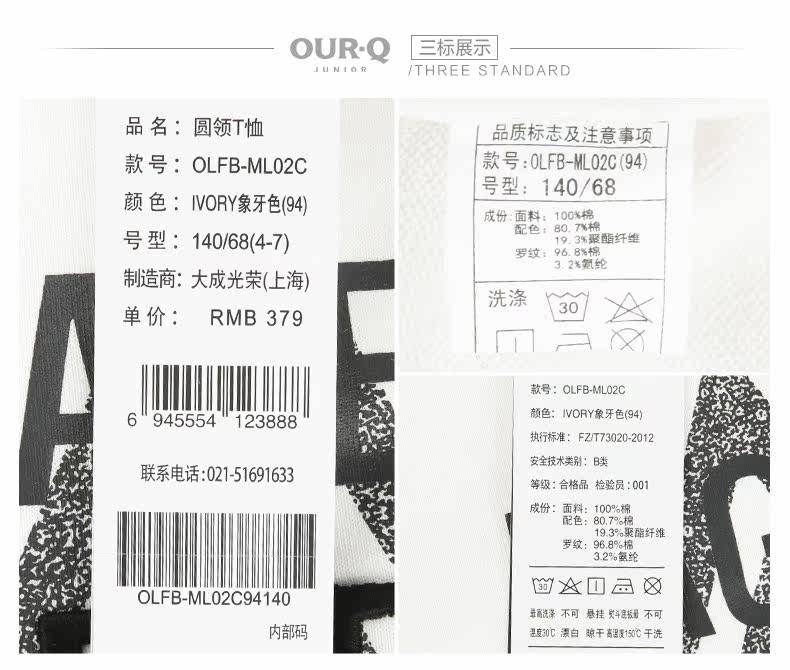 OUR·Q
JUNIOR
三标展示
/THREE STANDARD
品名：圆领T恤
款号：OLFB-ML02C
颜色：IVORY象牙色(94)
号型：140/68(4-7)
制造商：大成光荣(上海)
单价： RMB 379
6 945554 123888
联系电话:021-51691633
OLFB-ML02C94140
内部码
品质标志及注意事项
款号:OLFB-ML02C(94)
号型: 140/68
成份: 面料: 100%棉
配色: 80.7%棉
19.3%聚酯纤维
罗纹: 96.8%棉
3.2%氨纶
洗涤
30
款号: OLFB-ML02C
颜色: IVORY象牙色(94)
执行标准: FZ/T73020-2012
安全技术类别: B类
等级: 合格品 检验员:001
成份: 面料: 100%棉
配色: 80.7%棉
19.3%聚酯纤维
罗纹: 96.8%棉
3.2%氨纶
30
最高洗涤 不可 悬挂 熨斗底板最 不可
温度30℃ 漂白 晾干 高温度150℃ 干洗